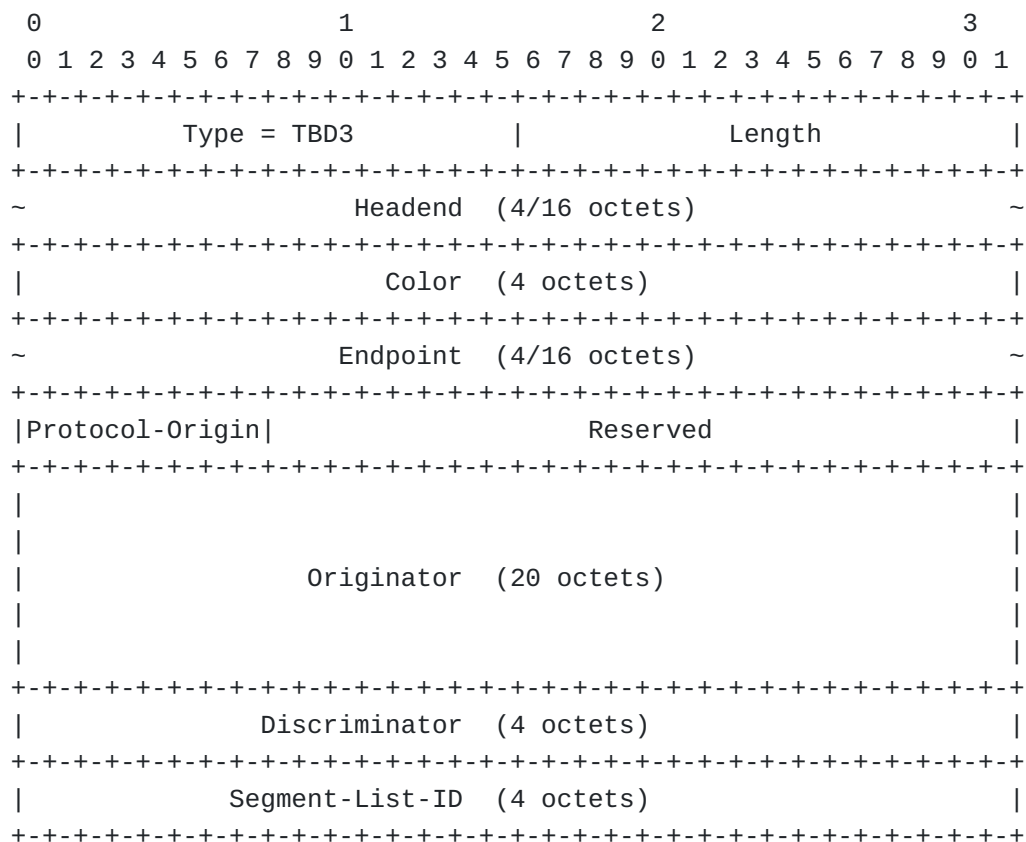 0                   1                   2                   3
 0 1 2 3 4 5 6 7 8 9 0 1 2 3 4 5 6 7 8 9 0 1 2 3 4 5 6 7 8 9 0 1
+-+-+-+-+-+-+-+-+-+-+-+-+-+-+-+-+-+-+-+-+-+-+-+-+-+-+-+-+-+-+-+-+
|          Type = TBD3          |             Length            |
+-+-+-+-+-+-+-+-+-+-+-+-+-+-+-+-+-+-+-+-+-+-+-+-+-+-+-+-+-+-+-+-+
~                     Headend  (4/16 octets)                    ~
+-+-+-+-+-+-+-+-+-+-+-+-+-+-+-+-+-+-+-+-+-+-+-+-+-+-+-+-+-+-+-+-+
|                       Color  (4 octets)                       |
+-+-+-+-+-+-+-+-+-+-+-+-+-+-+-+-+-+-+-+-+-+-+-+-+-+-+-+-+-+-+-+-+
~                    Endpoint  (4/16 octets)                    ~
+-+-+-+-+-+-+-+-+-+-+-+-+-+-+-+-+-+-+-+-+-+-+-+-+-+-+-+-+-+-+-+-+
|Protocol-Origin|                    Reserved                   |
+-+-+-+-+-+-+-+-+-+-+-+-+-+-+-+-+-+-+-+-+-+-+-+-+-+-+-+-+-+-+-+-+
|                                                               |
|                                                               |
|                  Originator  (20 octets)                      |
|                                                               |
|                                                               |
+-+-+-+-+-+-+-+-+-+-+-+-+-+-+-+-+-+-+-+-+-+-+-+-+-+-+-+-+-+-+-+-+
|               Discriminator  (4 octets)                       |
+-+-+-+-+-+-+-+-+-+-+-+-+-+-+-+-+-+-+-+-+-+-+-+-+-+-+-+-+-+-+-+-+
|             Segment-List-ID  (4 octets)                       |
+-+-+-+-+-+-+-+-+-+-+-+-+-+-+-+-+-+-+-+-+-+-+-+-+-+-+-+-+-+-+-+-+